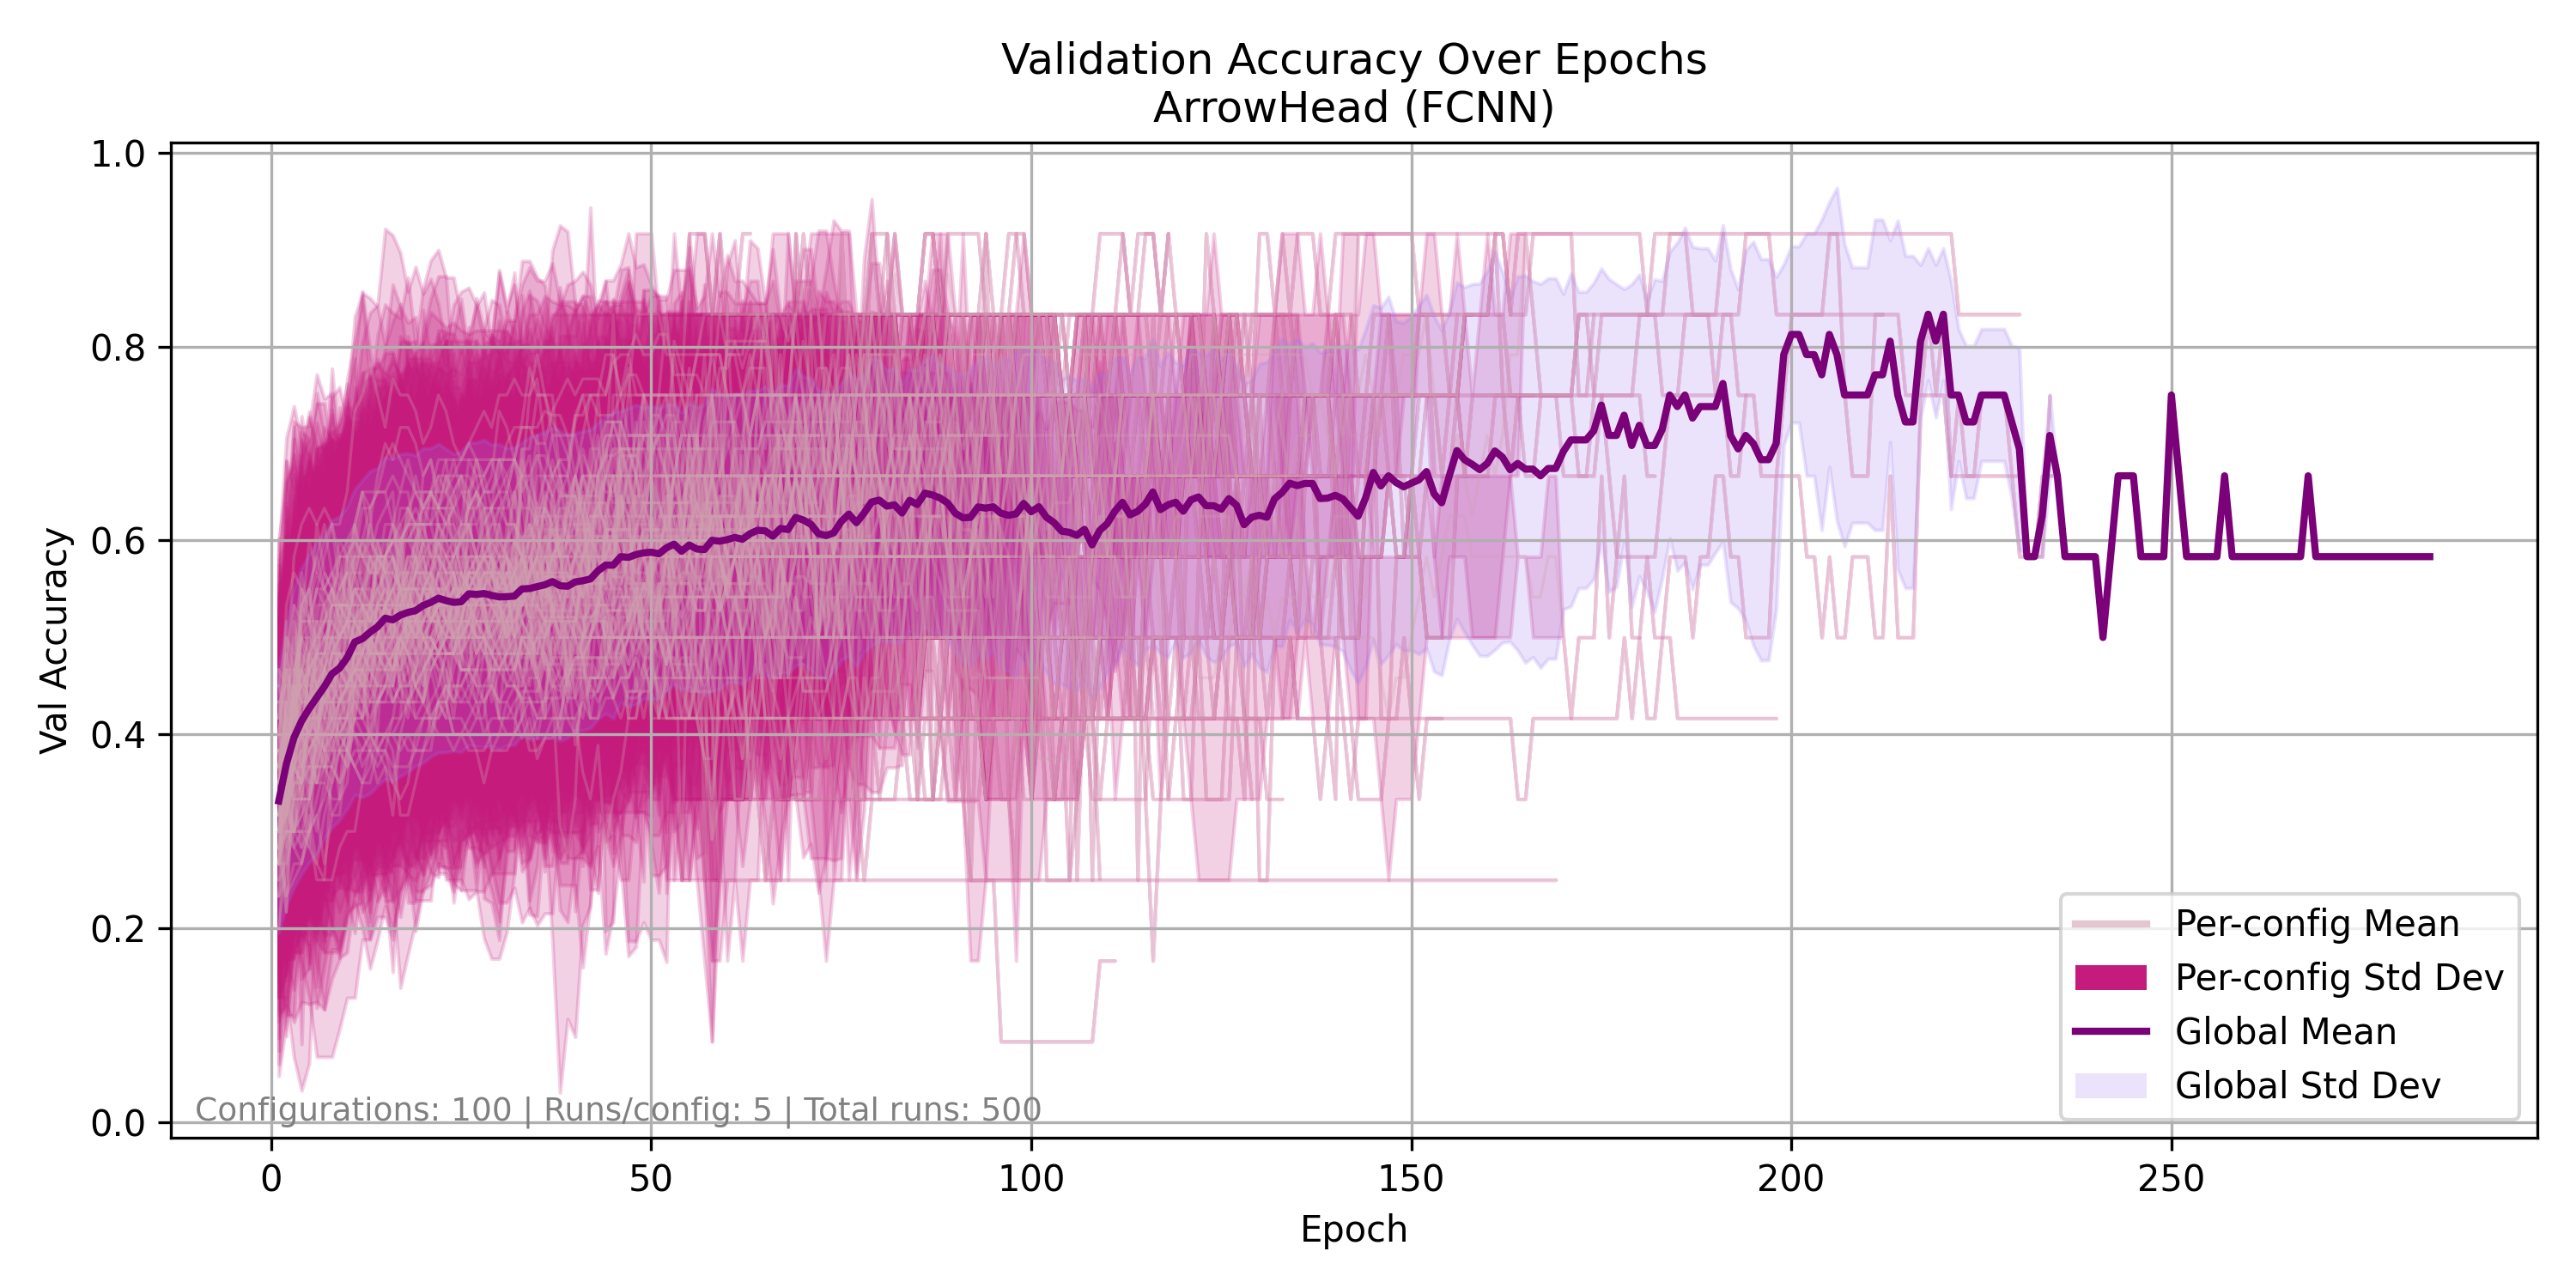 Validation Accuracy Over Epochs
ArrowHead (FCNN)
Val Accuracy
1.0
0.8
0.6
0.4
0.2
0.0
Configurations: 100 | Runs/config: 5 | Total runs: 500
Per-config Mean
Per-config Std Dev
Global Mean
Global Std Dev
0 50 100 150 200 250
Epoch